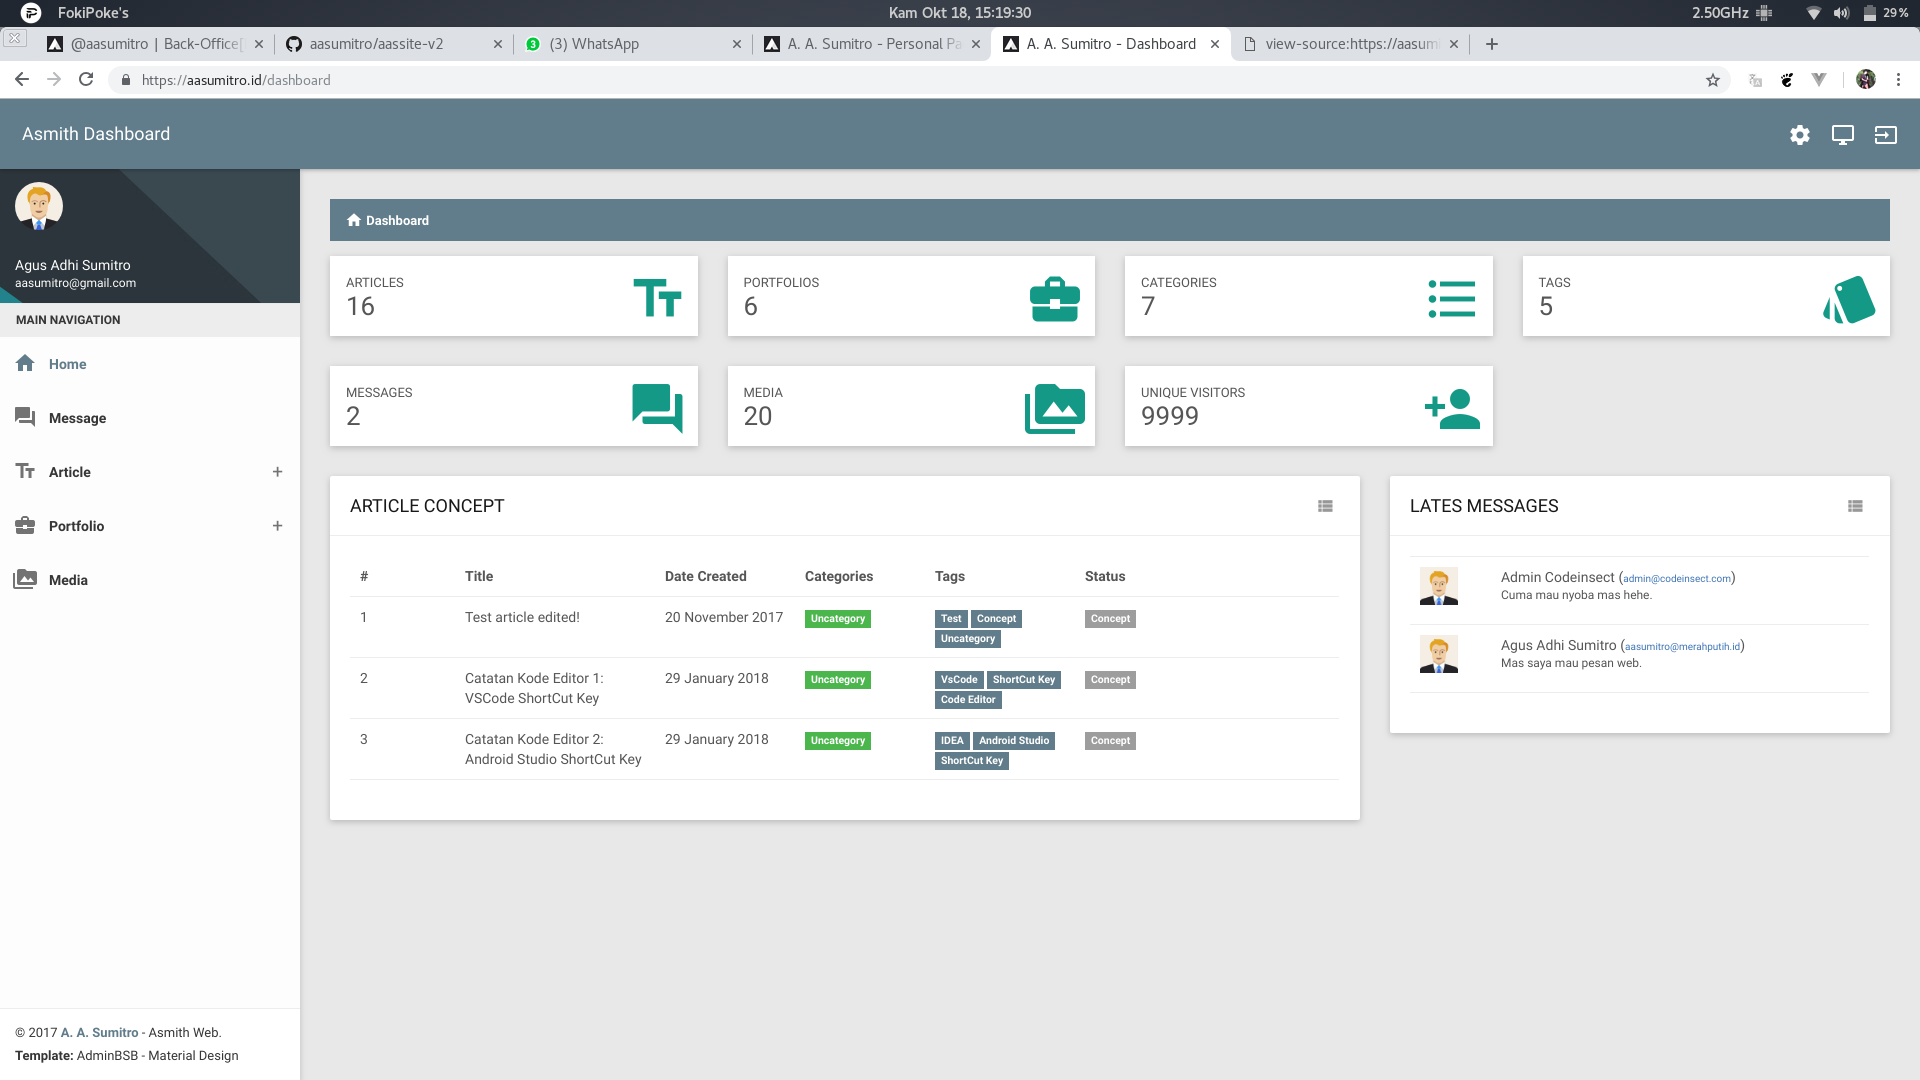 FokiPoke's
Kam Okt 18, 15:19:30
2.50GHz
29%
@aasumitro | Back-Office[
aasumitro/aassite-v2
(3) WhatsApp
A. A. Sumitro - Personal Pa
A. A. Sumitro - Dashboard
view-source:https://aasumi
https://aasumitro.id/dashboard
Asmith Dashboard
Agus Adhi Sumitro
aasumitro@gmail.com
MAIN NAVIGATION
Home
Message
Article +
Portfolio +
Media
© 2017 A. A. Sumitro - Asmith Web.
Template: AdminBSB - Material Design
Dashboard
ARTICLES
16
PORTFOLIOS
6
CATEGORIES
7
TAGS
5
MESSAGES
2
MEDIA
20
UNIQUE VISITORS
9999
ARTICLE CONCEPT
# Title Date Created Categories Tags Status
1 Test article edited! 20 November 2017 Uncategory Test Concept Concept
Uncategory
2 Catatan Kode Editor 1: 29 January 2018 Uncategory VsCode ShortCut Key Concept
VSCode ShortCut Key Code Editor
3 Catatan Kode Editor 2: 29 January 2018 Uncategory IDEA Android Studio Concept
Android Studio ShortCut Key ShortCut Key
LATES MESSAGES
Admin Codeinsect (admin@codeinsect.com)
Cuma mau nyoba mas hehe.
Agus Adhi Sumitro (aasumitro@merahputih.id)
Mas saya mau pesan web.